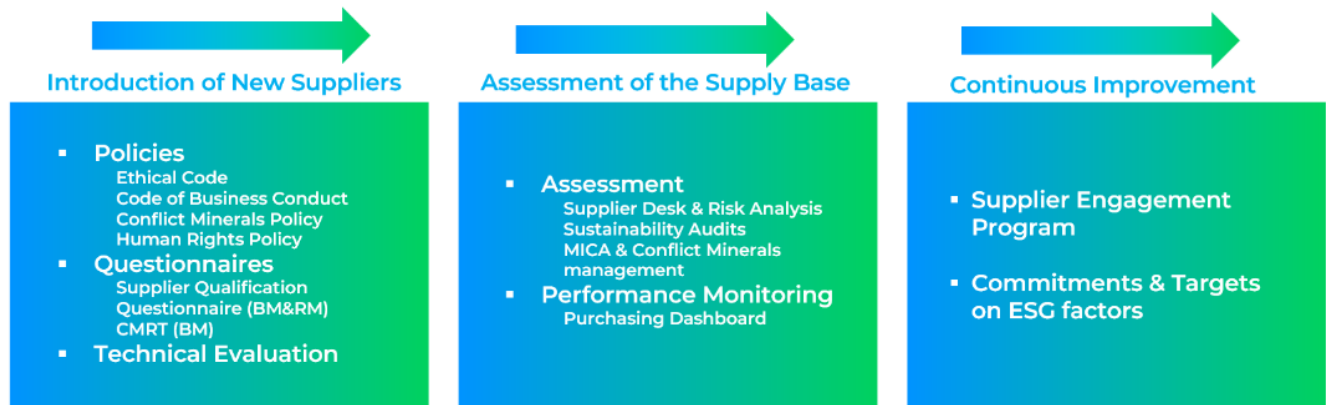 Introduction of New Suppliers
▪ Policies
Ethical Code
Code of Business Conduct
Conflict Minerals Policy
Human Rights Policy
▪ Questionnaires
Supplier Qualification
Questionnaire (BM&RM)
CMRT (BM)
▪ Technical Evaluation
Assessment of the Supply Base
▪ Assessment
Supplier Desk & Risk Analysis
Sustainability Audits
MICA & Conflict Minerals
management
▪ Performance Monitoring
Purchasing Dashboard
Continuous Improvement
▪ Supplier Engagement
Program
▪ Commitments & Targets
on ESG factors